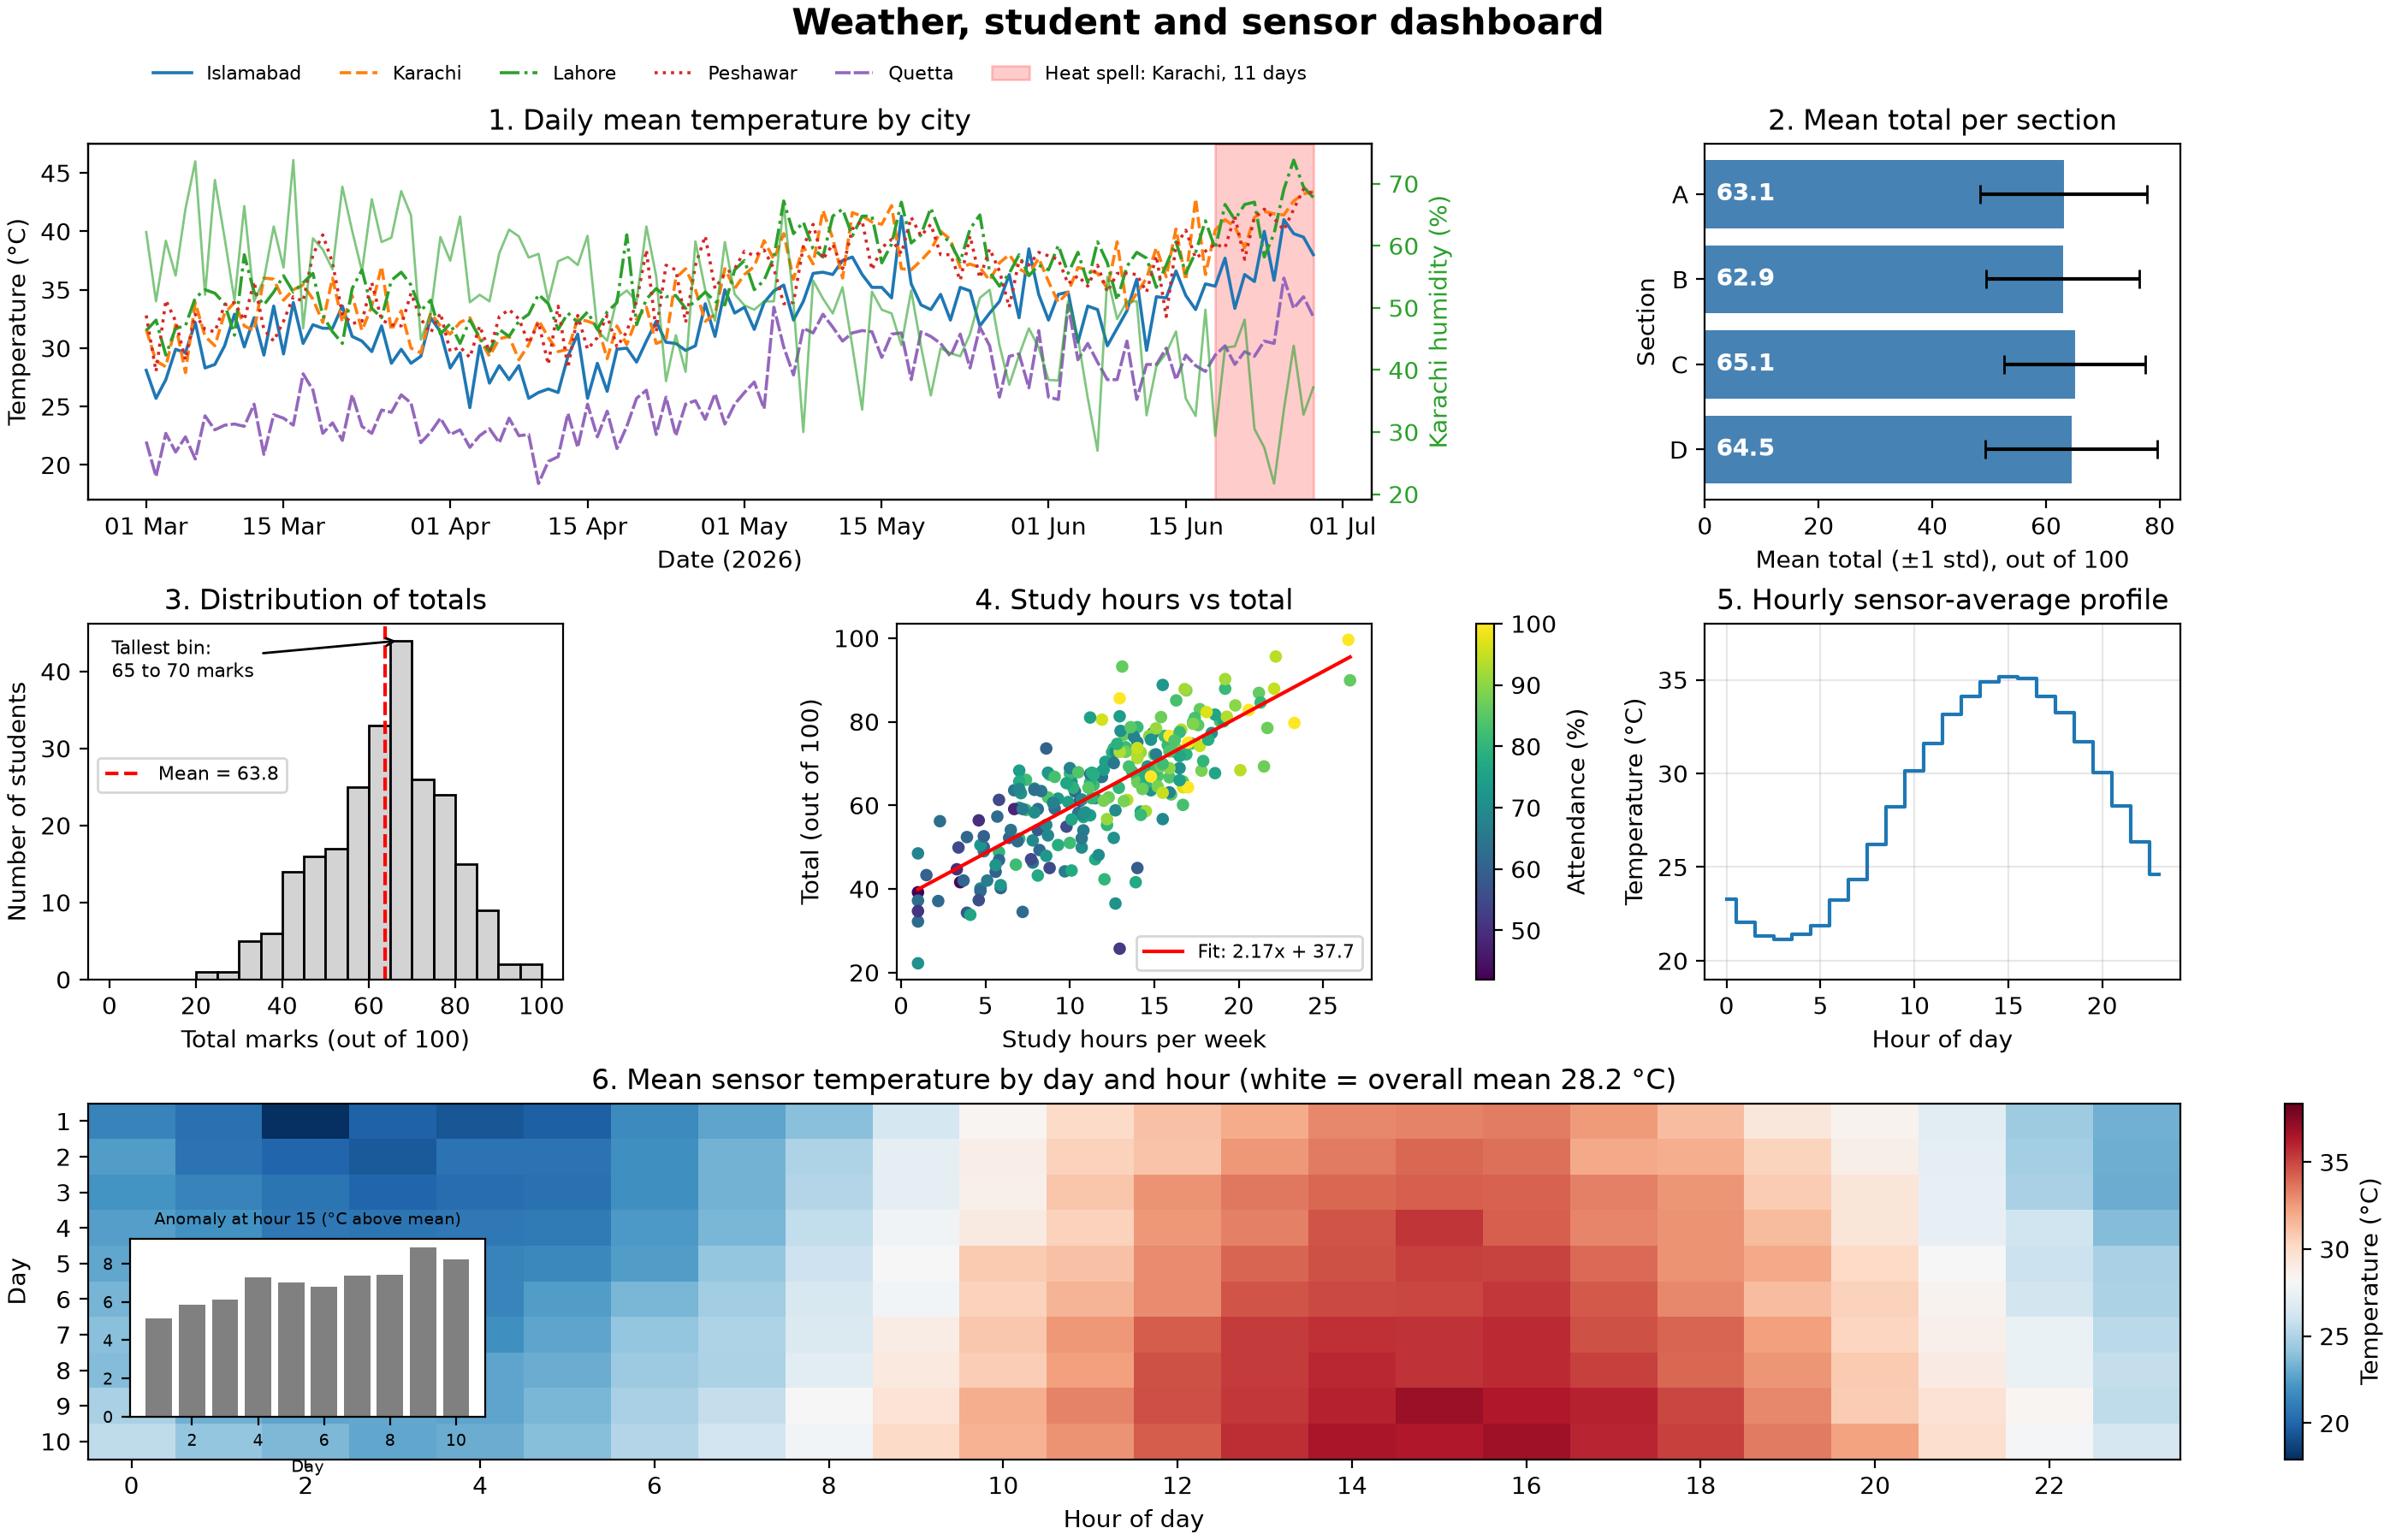 Weather, student and sensor dashboard
Islamabad Karachi Lahore Peshawar Quetta Heat spell: Karachi, 11 days
1. Daily mean temperature by city
45
40
35
30
25
20
Temperature (°C)
70
60
50
40
30
20
Karachi humidity (%)
01 Mar 15 Mar 01 Apr 15 Apr 01 May 15 May 01 Jun 15 Jun 01 Jul
Date (2026)
2. Mean total per section
Section
A 63.1
B 62.9
C 65.1
D 64.5
0 20 40 60 80
Mean total (±1 std), out of 100
3. Distribution of totals
Tallest bin:
65 to 70 marks
Mean = 63.8
40
30
20
10
0
Number of students
0 20 40 60 80 100
Total marks (out of 100)
4. Study hours vs total
100
80
60
40
20
Total (out of 100)
Fit: 2.17x + 37.7
0 5 10 15 20 25
Study hours per week
100
90
80
70
60
50
Attendance (%)
5. Hourly sensor-average profile
35
30
25
20
Temperature (°C)
0 5 10 15 20
Hour of day
6. Mean sensor temperature by day and hour (white = overall mean 28.2 °C)
Day
1
2
3
4
5
6
7
8
9
10
Anomaly at hour 15 (°C above mean)
8
6
4
2
0
2 4 6 8 10
Day
0 2 4 6 8 10 12 14 16 18 20 22
Hour of day
35
30
25
20
Temperature (°C)